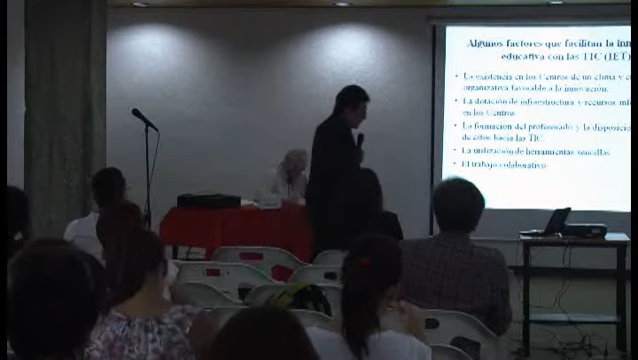 Algunos factores que facilitan la
educativa con las TIC (IET)
• La existencia en los Centros de un clima y
organizativa favorable a la innovación.
• La dotación de infraestructura y recursos
en los Centros
• La formación del profesorado y la
de éstos hacia las TIC.
• La utilización de herramientas sencillas
• El trabajo colaborativo.